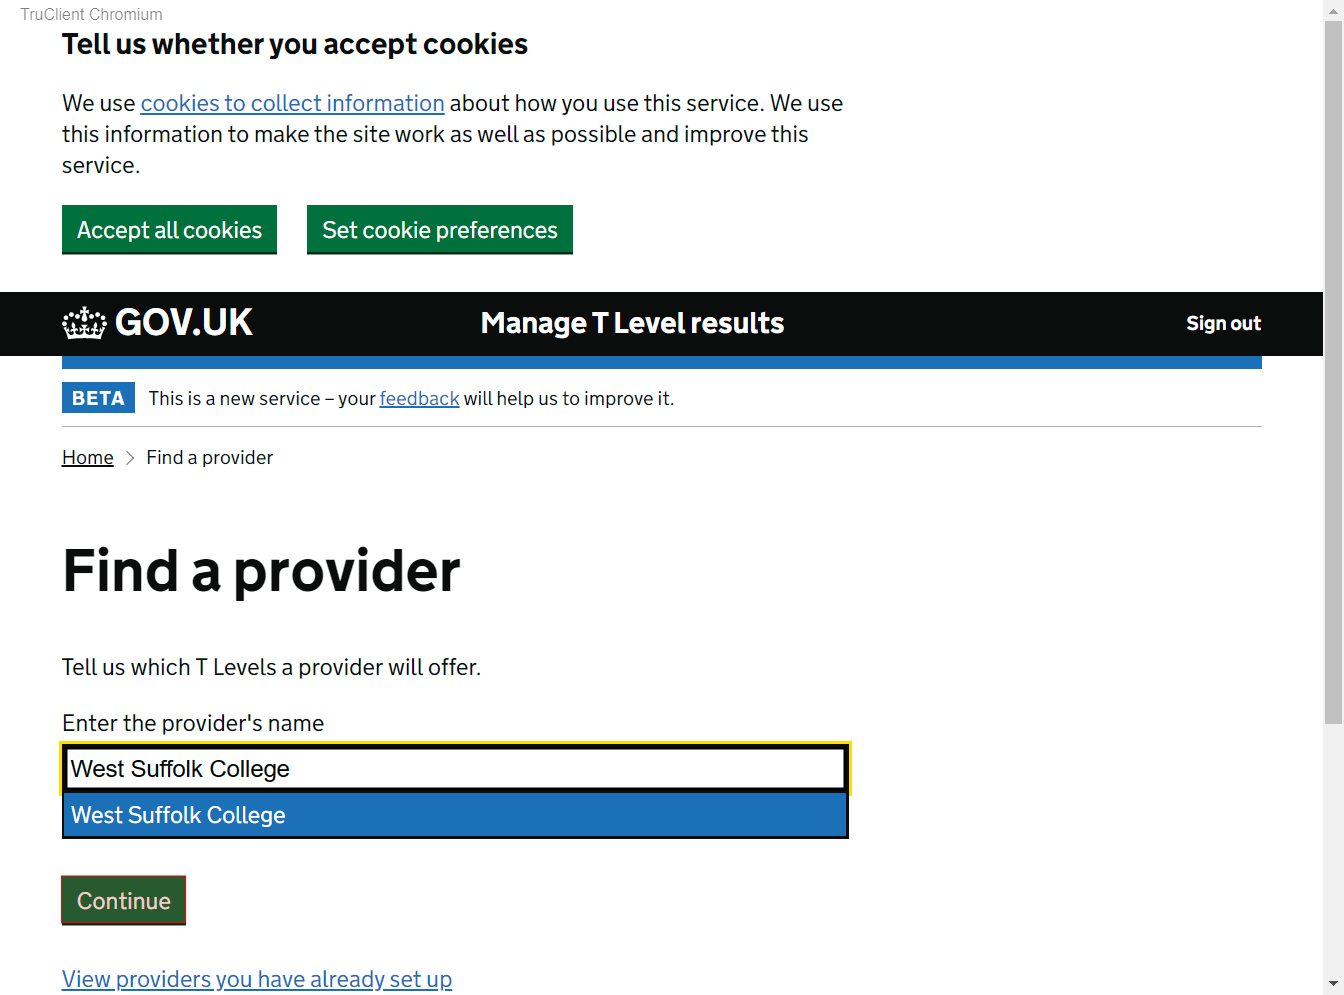 TruClient Chromium
Tell us whether you accept cookies
We use cookies to collect information about how you use this service. We use
this information to make the site work as well as possible and improve this
service.
Accept all cookies Set cookie preferences
GOV.UK Manage T Level results Sign out
BETA This is a new service – your feedback will help us to improve it.
Home Find a provider
Find a provider
Tell us which T Levels a provider will offer.
Enter the provider's name
West Suffolk College
West Suffolk College
Continue
View providers you have already set up